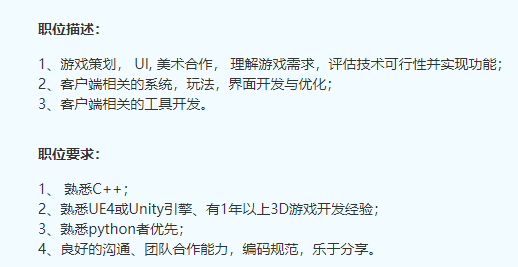 职位描述：
1、游戏策划， UI, 美术合作， 理解游戏需求，评估技术可行性并实现功能；
2、客户端相关的系统，玩法，界面开发与优化；
3、客户端相关的工具开发。
职位要求：
1、 熟悉C++；
2、熟悉UE4或Unity引擎、有1年以上3D游戏开发经验；
3、熟悉python者优先；
4、良好的沟通、团队合作能力，编码规范，乐于分享。